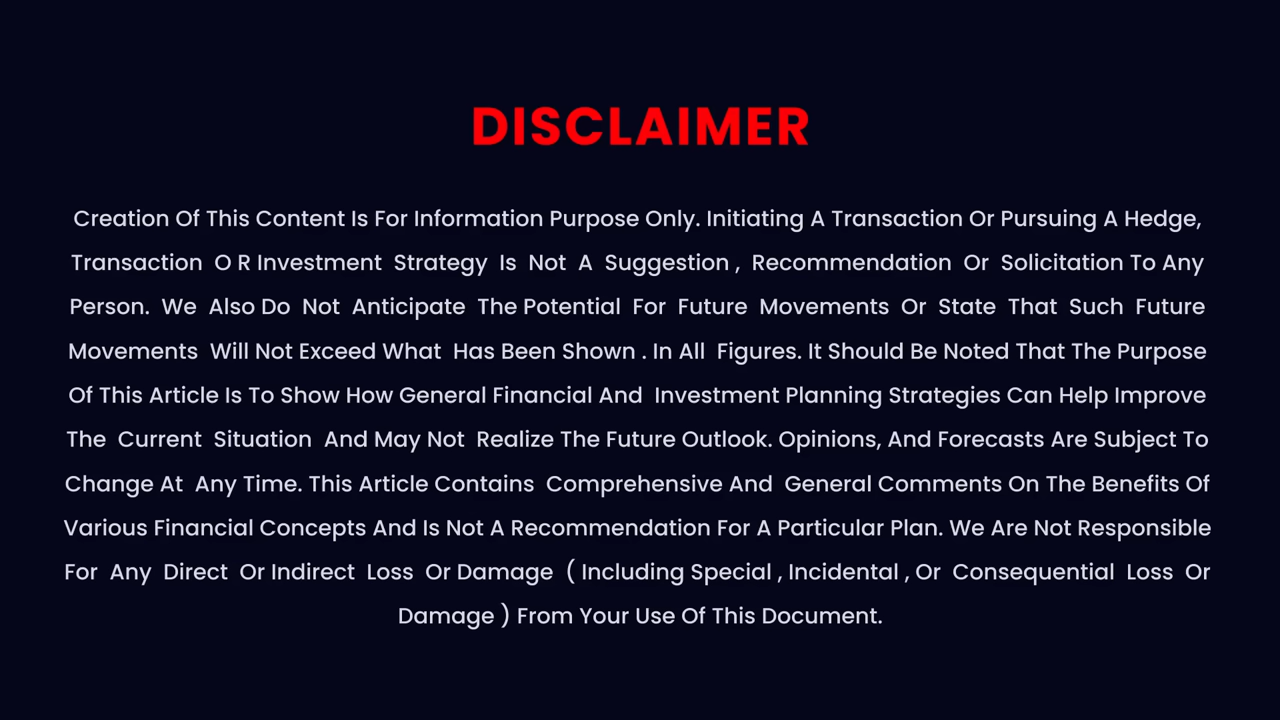 DISCLAIMER
Creation Of This Content Is For Information Purpose Only. Initiating A Transaction Or Pursuing A Hedge,
Transaction O R Investment Strategy Is Not A Suggestion , Recommendation Or Solicitation To Any
Person. We Also Do Not Anticipate The Potential For Future Movements Or State That Such Future
Movements Will Not Exceed What Has Been Shown . In All Figures. It Should Be Noted That The Purpose
Of This Article Is To Show How General Financial And Investment Planning Strategies Can Help Improve
The Current Situation And May Not Realize The Future Outlook. Opinions, And Forecasts Are Subject To
Change At Any Time. This Article Contains Comprehensive And General Comments On The Benefits Of
Various Financial Concepts And Is Not A Recommendation For A Particular Plan. We Are Not Responsible
For Any Direct Or Indirect Loss Or Damage ( Including Special , Incidental , Or Consequential Loss Or
Damage ) From Your Use Of This Document.